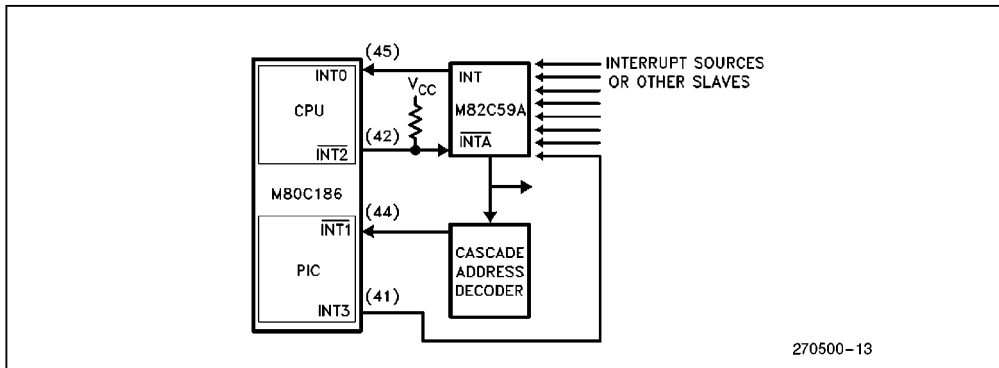 (45)
INT0
INT
INTERRUPT SOURCES
OR OTHER SLAVES
VCC
CPU
M82C59A
(42)
INT2
INTA
M80C186
(44)
INT1
CASCADE
ADDRESS
DECODER
PIC
(41)
INT3
270500-13